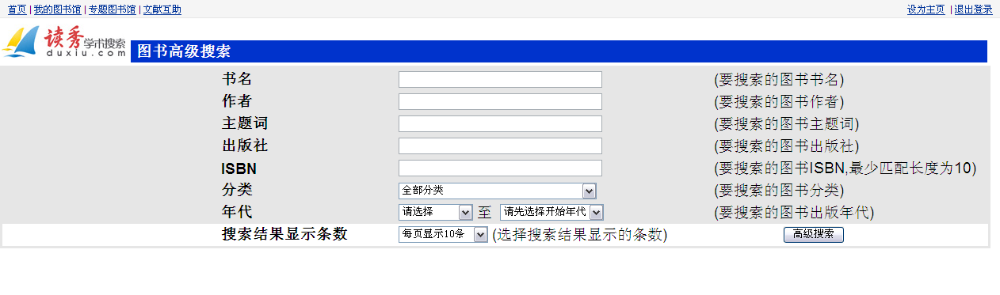 首页 | 我的图书馆 | 专题图书馆 | 文献互助 设为主页 | 退出登录
读秀学术搜索
duxiu.com
图书高级搜索
书名 (要搜索的图书书名)
作者 (要搜索的图书作者)
主题词 (要搜索的图书主题词)
出版社 (要搜索的图书出版社)
ISBN (要搜索的图书ISBN,最少匹配长度为10)
分类 全部分类 (要搜索的图书分类)
年代 请选择 至 请先选择开始年代 (要搜索的图书出版年代)
搜索结果显示条数 每页显示10条 (选择搜索结果显示的条数) 高级搜索